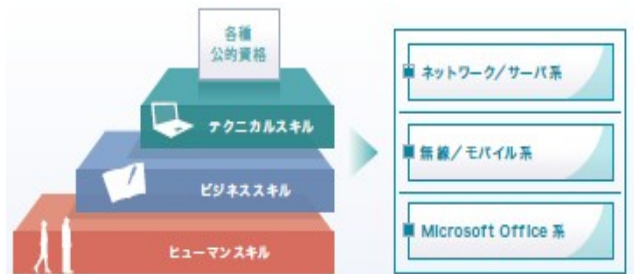 各種
公的資格
テクニカルスキル
ビジネススキル
ヒューマンスキル
ネットワーク/サーバ系
無線/モバイル系
Microsoft Office 系